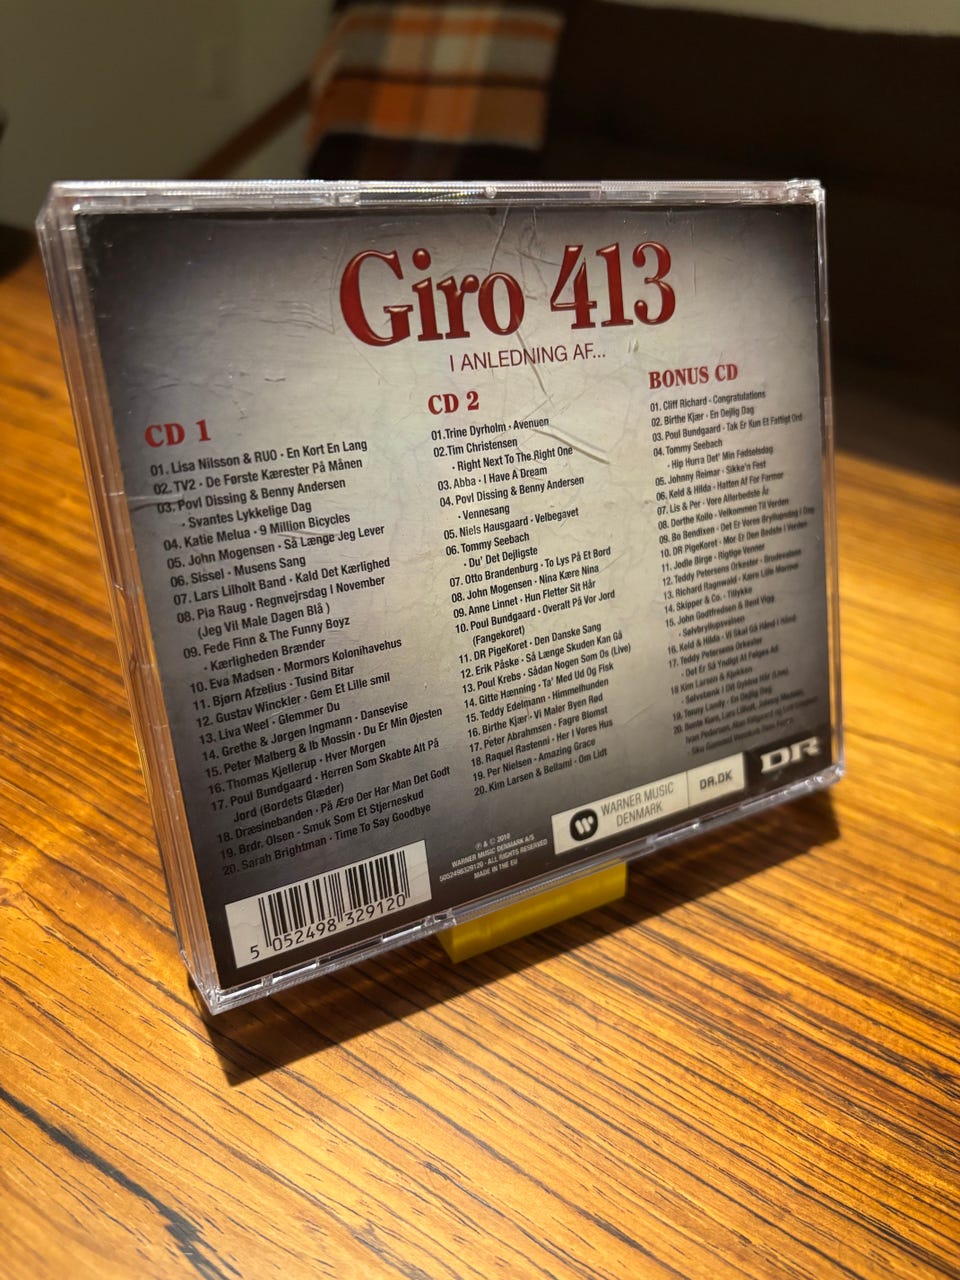 Giro 413
I ANLEDNING AF...
CD 1
01. Lisa Nilsson & RUO · En Kort En Lang
02. TV2 · De Første Kærester På Månen
03. Povl Dissing & Benny Andersen
· Svantes Lykkelige Dag
04. Katie Melua · 9 Million Bicycles
05. John Mogensen · Så Længe Jeg Lever
06. Sissel · Musens Sang
07. Lars Lilholt Band · Kald Det Kærlighed
08. Pia Raug · Regnvejrsdag I November
(Jeg Vil Male Dagen Blå )
09. Fede Finn & The Funny Boyz
· Kærligheden Brænder
10. Eva Madsen · Mormors Kolonihavehus
11. Bjørn Afzelius · Tusind Bitar
12. Gustav Winckler · Gem Et Lille smil
13. Liva Weel · Glemmer Du
14. Grethe & Jørgen Ingmann · Dansevise
15. Peter Malberg & Ib Mossin · Du Er Min Øjesten
16. Thomas Kjellerup · Hver Morgen
17. Poul Bundgaard · Herren Som Skabte Alt På
Jord (Bordets Glæder)
18. Dræsinebanden · På Ærø Der Har Man Det Godt
19. Brdr. Olsen · Smuk Som Et Stjerneskud
20. Sarah Brightman · Time To Say Goodbye
CD 2
01.Trine Dyrholm · Avenuen
02.Tim Christensen
· Right Next To The Right One
03. Abba · I Have A Dream
04. Povl Dissing & Benny Andersen
· Vennesang
05. Niels Hausgaard · Velbegavet
06. Tommy Seebach
· Du' Det Dejligste
07. Otto Brandenburg · To Lys På Et Bord
08. John Mogensen · Nina Kære Nina
09. Anne Linnet · Hun Fletter Sit Hår
10. Poul Bundgaard · Overalt På Vor Jord
(Fangekoret)
11. DR PigeKoret · Den Danske Sang
12. Erik Påske · Så Længe Skuden Kan Gå
13. Poul Krebs · Sådan Nogen Som Os (Live)
14. Gitte Hænning · Ta' Med Ud Og Fisk
15. Teddy Edelmann · Himmelhunden
16. Birthe Kjær · Vi Maler Byen Rød
17. Peter Abrahmsen · Fagre Blomst
18. Raquel Rastenni · Her I Vores Hus
19. Per Nielsen · Amazing Grace
20. Kim Larsen & Bellami · Om Lidt
BONUS CD
01. Cliff Richard · Congratulations
02. Birthe Kjær · En Dejlig Dag
03. Poul Bundgaard · Tak Er Kun Et Fattigt Ord
04. Tommy Seebach
· Hip Hurra Det' Min Fødselsdag
05. Johnny Reimar · Sikke'n Fest
06. Keld & Hilda · Hatten Af For Farmor
07. Lis & Per · Vore Allerbedste År
08. Dorthe Kollo · Velkommen Til Verden
09. Bo Bendixen · Det Er Vores Bryllupsdag I Dag
10. DR PigeKoret · Mor Er Den Bedste I Verden
11. Jodle Birge · Rigtige Venner
12. Teddy Petersens Orkester · Brudevalsen
13. Richard Ragnvald · Kære Lille Mormor
14. Skipper & Co. · Tillykke
15. John Godtfredsen & Bent Vigg
· Sølvbryllupsvalsen
16. Keld & Hilda · Vi Skal Gå Hånd I Hånd
17. Teddy Petersens Orkester
· Det Er Så Yndigt At Følges Ad
18 Kim Larsen & Kjukken
· Sølvstænk I Dit Gyldne Hår (Live)
19. Tommy Landy · En Dejlig Dag
20. Sanne
5 052498 329120
℗ & © 2010
WARNER MUSIC DENMARK A/S
5052498329120 - ALL RIGHTS RESERVED
MADE IN THE EU
WARNER MUSIC
DENMARK
DR.DK
DR